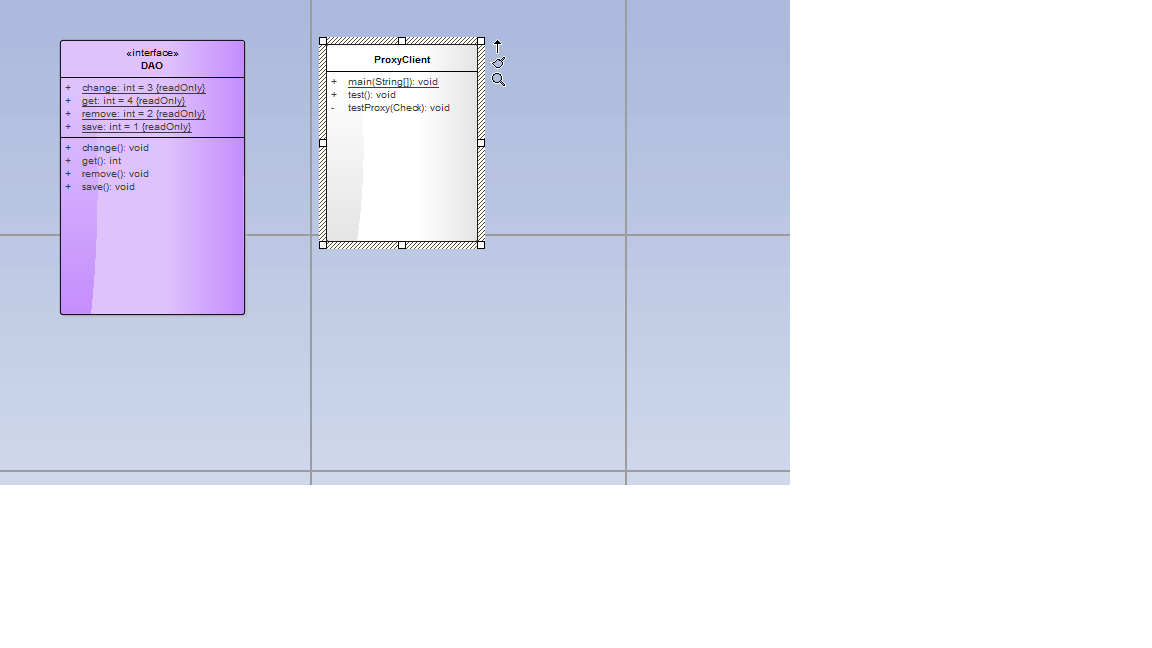 «interface»
DAO
+ change: int = 3 {readOnly}
+ get: int = 4 {readOnly}
+ remove: int = 2 {readOnly}
+ save: int = 1 {readOnly}
+ change(): void
+ get(): int
+ remove(): void
+ save(): void
ProxyClient
+ main(String[]): void
+ test(): void
- testProxy(Check): void